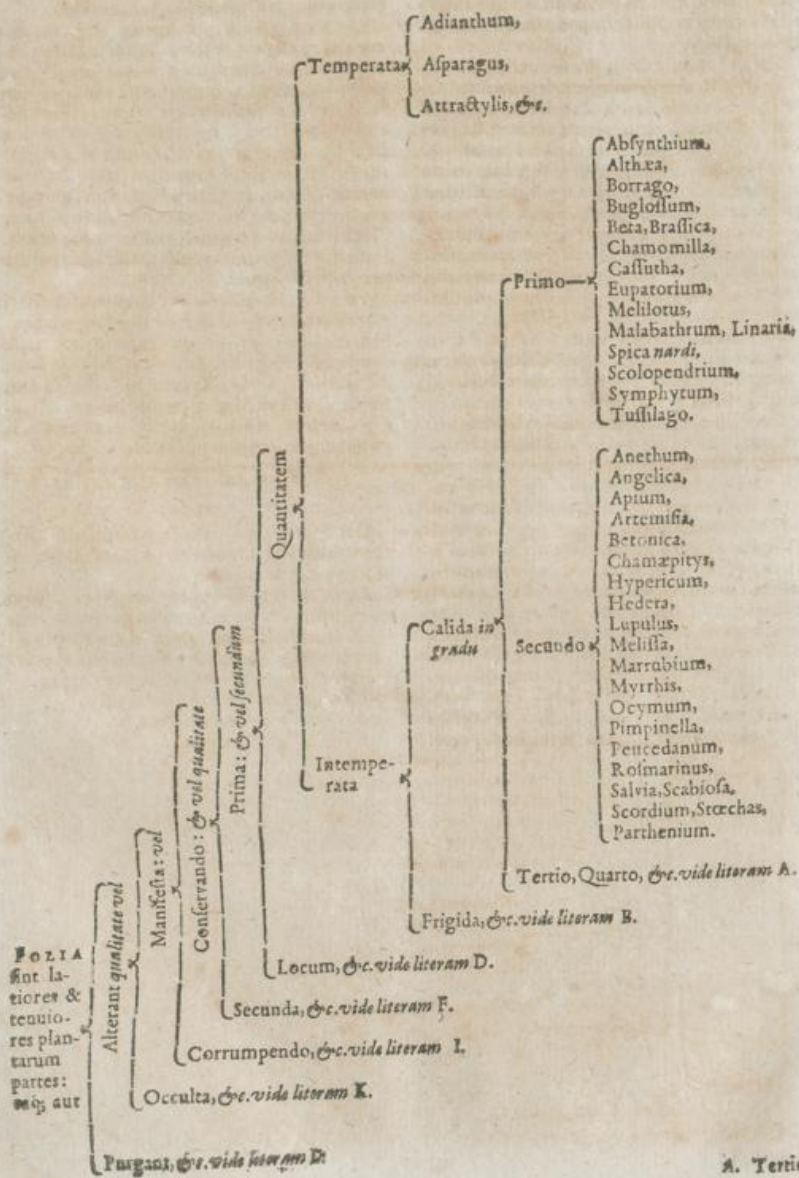 FOLIA
sint la-
tiores &
tenuio-
res plan-
tarum
partes:
eaq; aut
Alterant qualitate vel
Manifesta: vel
Conservando: & vel qualitate
Prima: & vel secundum
Quantitatem
Temperata
Adianthum,
Aſparagus,
Attractylis, &c.
Intempe-
rata
Calida in
gradu
Primo
Abſynthium,
Althæa,
Borrago,
Bugloſſum,
Beta, Braſſica,
Chamomilla,
Caſſutha,
Eupatorium,
Melilotus,
Malabathrum, Linaria,
Spica nardi,
Scolopendrium,
Symphytum,
Tuſſilago.
Secundo
Anethum,
Angelica,
Apium,
Artemiſia,
Betonica,
Chamæpitys,
Hypericum,
Hedera,
Lupulus,
Meliſſa,
Marrubium,
Myrrhis,
Ocymum,
Pimpinella,
Peucedanum,
Roſmarinus,
Salvia, Scabioſa,
Scordium, Stœchas,
Parthenium.
Tertio, Quarto, &c. vide literam A.
Frigida, &c. vide literam B.
Locum, &c. vide literam D.
Secunda, &c. vide literam F.
Corrumpendo, &c. vide literam I.
Occulta, &c. vide literam K.
Purgant, &c. vide literam D.
A. Tertio